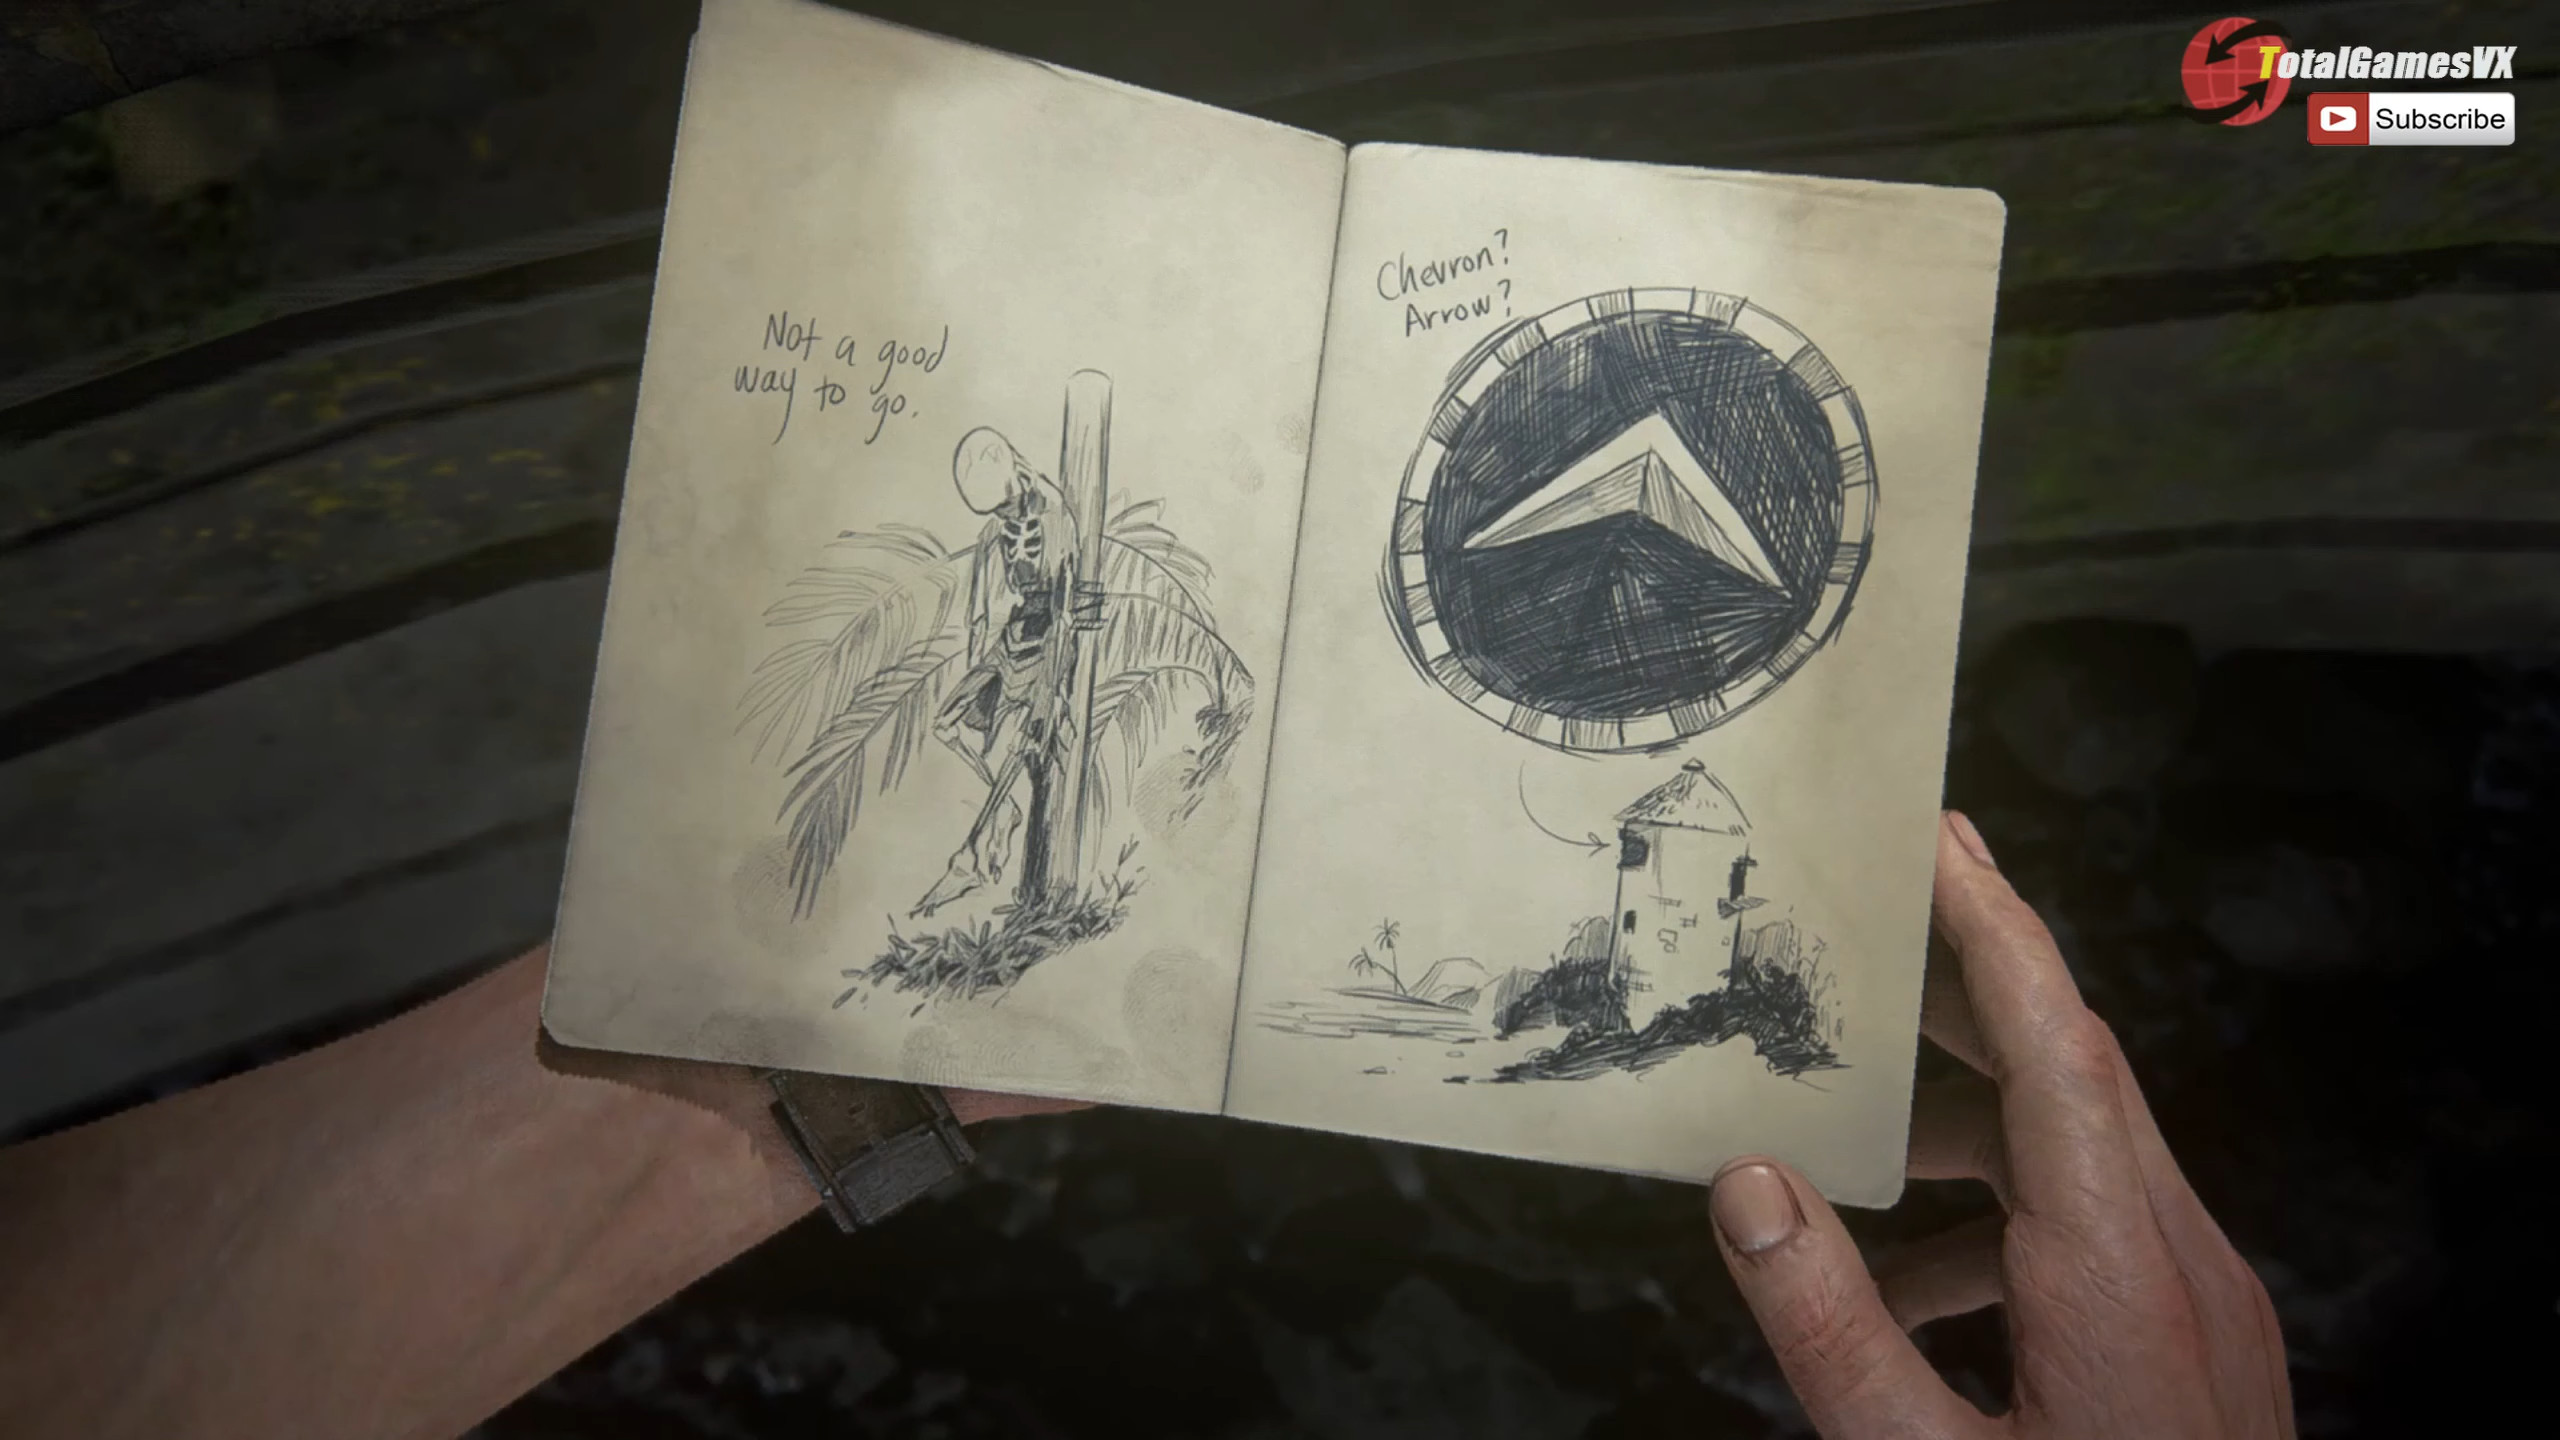 TotalGamesVX
Subscribe
Not a good
way to go.
Chevron?
Arrow?